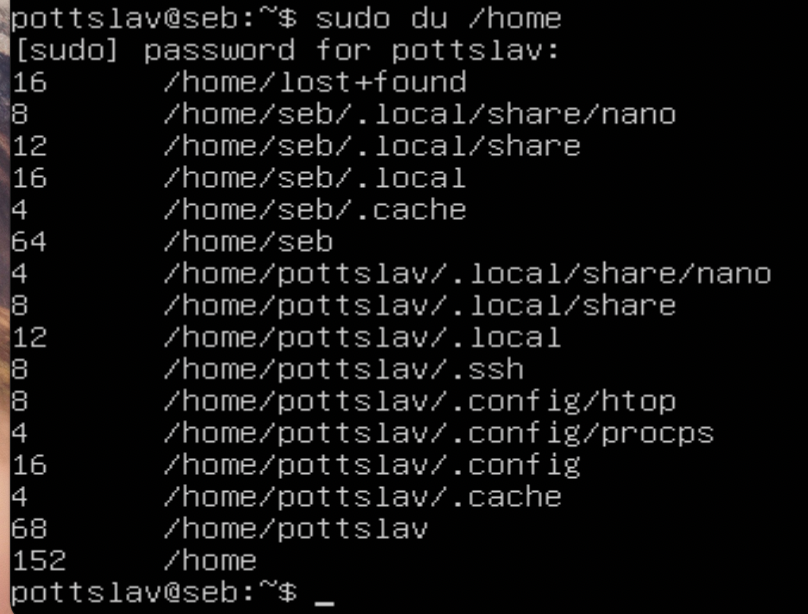 pottslav@seb:~$ sudo du /home
[sudo] password for pottslav:
16 /home/lost+found
8 /home/seb/.local/share/nano
12 /home/seb/.local/share
16 /home/seb/.local
4 /home/seb/.cache
64 /home/seb
4 /home/pottslav/.local/share/nano
8 /home/pottslav/.local/share
12 /home/pottslav/.local
8 /home/pottslav/.ssh
8 /home/pottslav/.config/htop
4 /home/pottslav/.config/procps
16 /home/pottslav/.config
4 /home/pottslav/.cache
68 /home/pottslav
152 /home
pottslav@seb:~$ _